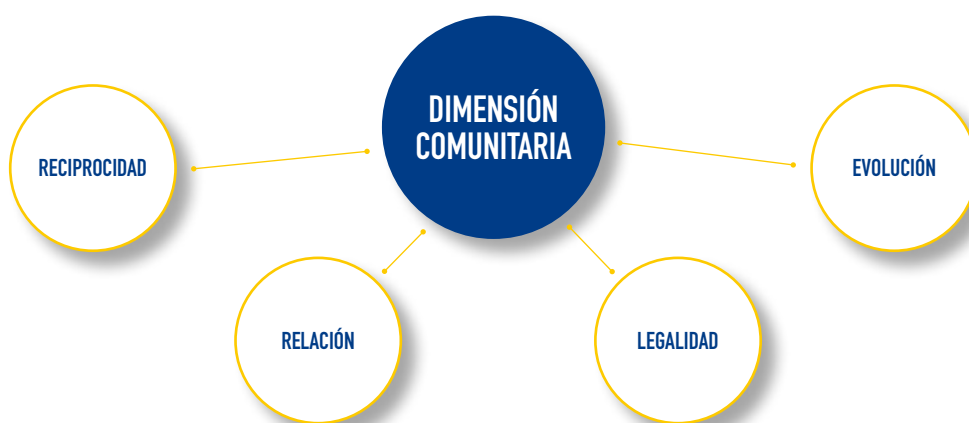 DIMENSIÓN
COMUNITARIA
RECIPROCIDAD
EVOLUCIÓN
RELACIÓN
LEGALIDAD